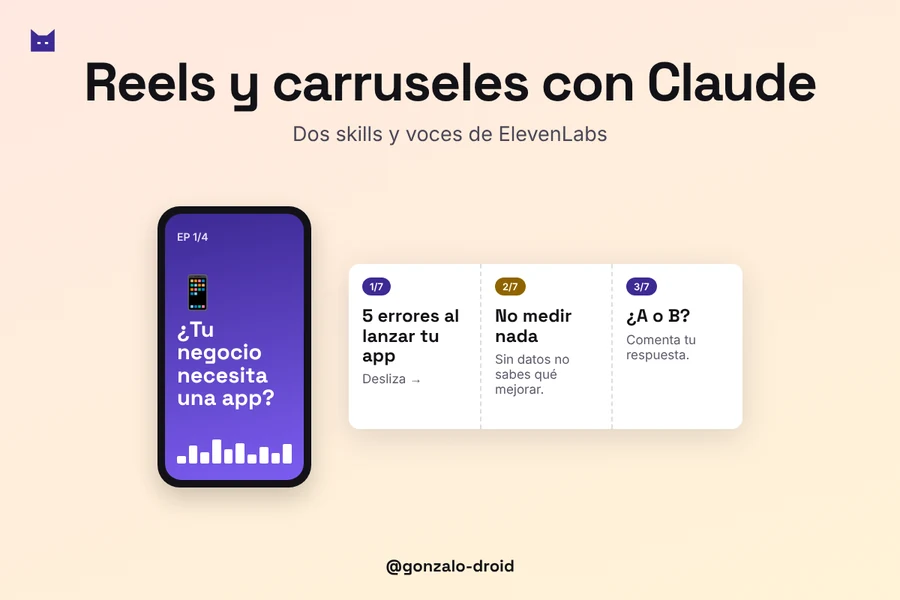 Reels y carruseles con Claude
Dos skills y voces de ElevenLabs
EP 1/4
¿Tu
negocio
necesita
una app?
1/7
5 errores al
lanzar tu
app
Desliza →
2/7
No medir
nada
Sin datos no
sabes qué
mejorar.
3/7
¿A o B?
Comenta tu
respuesta.
@gonzalo-droid